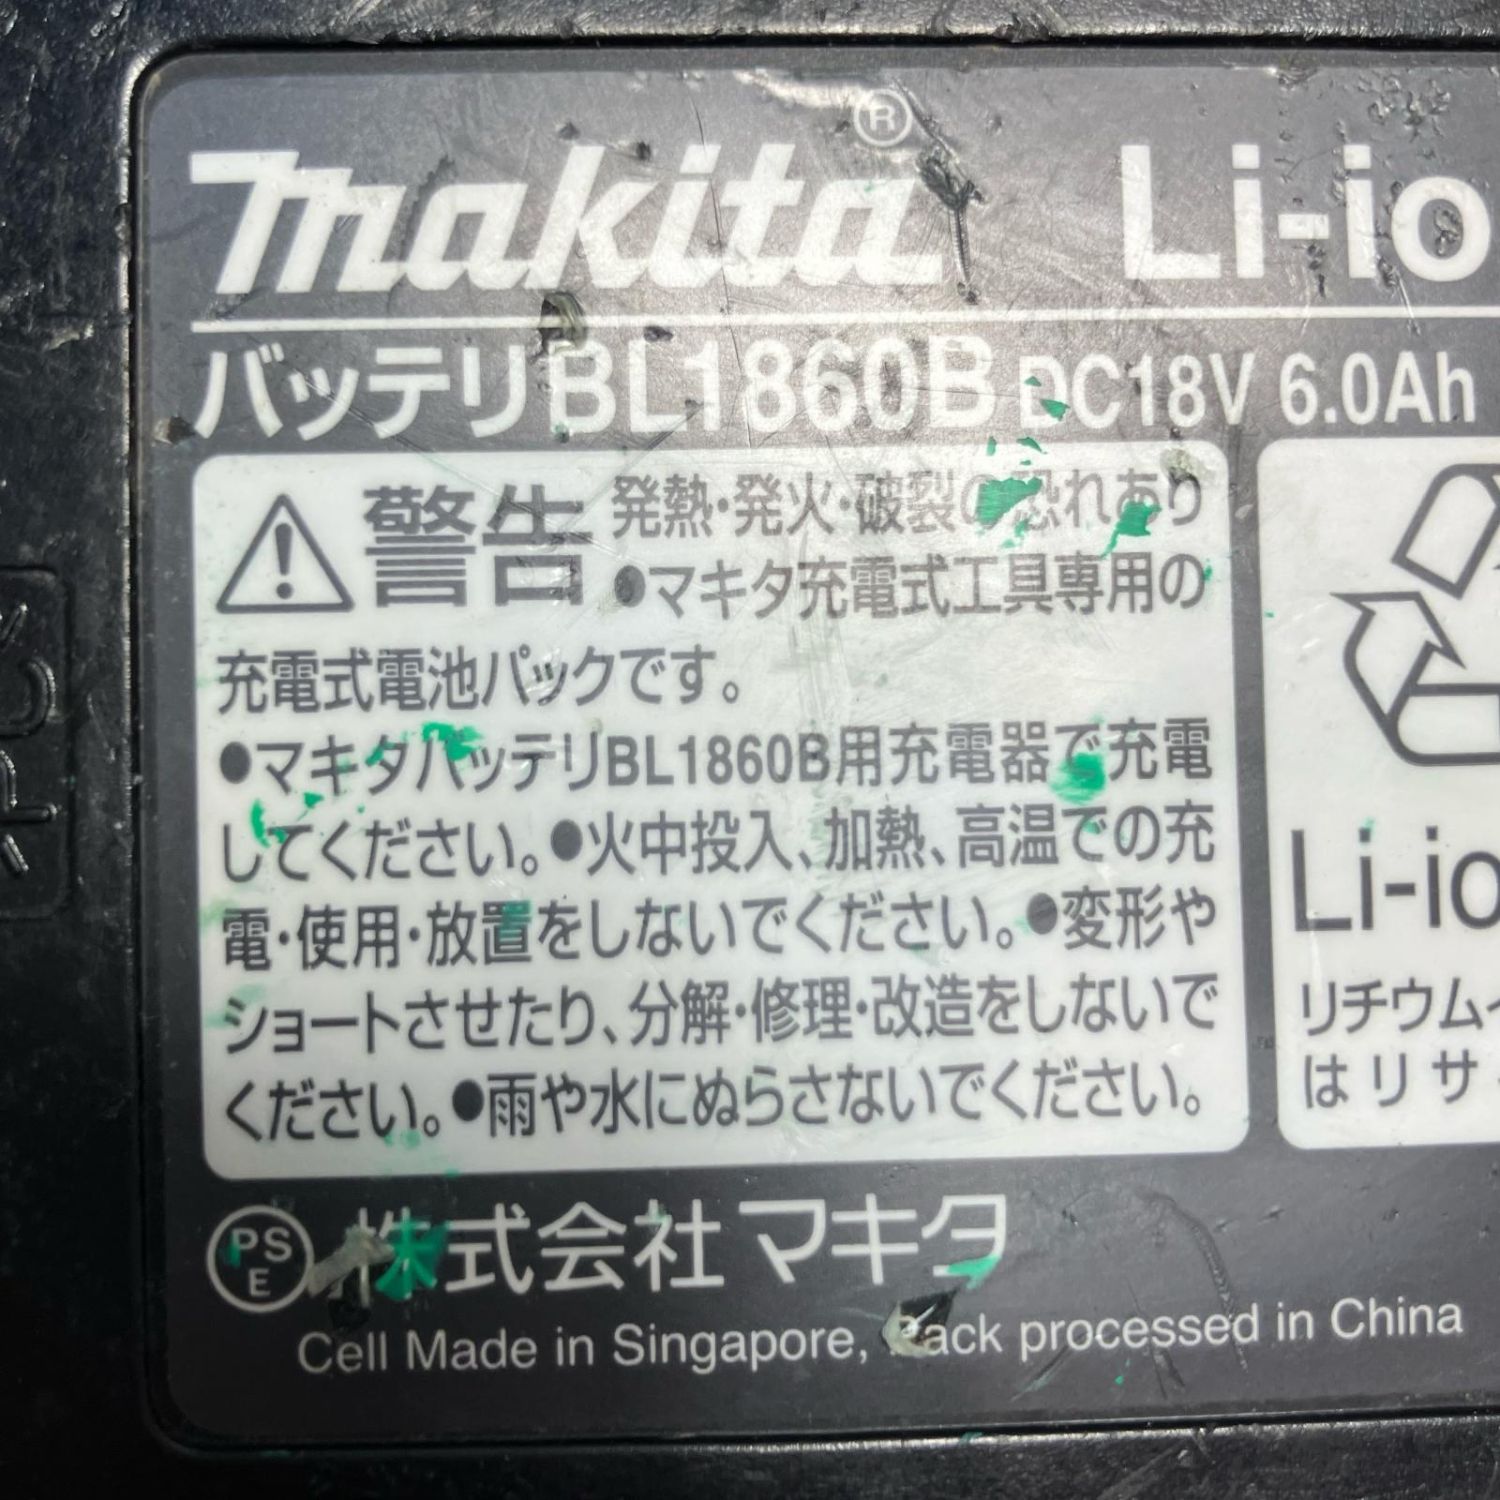 makita® Li-io
バッテリBL1860B DC18V 6.0Ah
警告 発熱・発火・破裂の恐れあり
●マキタ充電式工具専用の
充電式電池パックです。
●マキタバッテリBL1860B用充電器で充電
してください。●火中投入、加熱、高温での充
電・使用・放置をしないでください。●変形や
ショートさせたり、分解・修理・改造をしないで
ください。●雨や水にぬらさないでください。
Li-io
リチウムイ
はリサ
PS
E
株式会社マキタ
Cell Made in Singapore, Pack processed in China